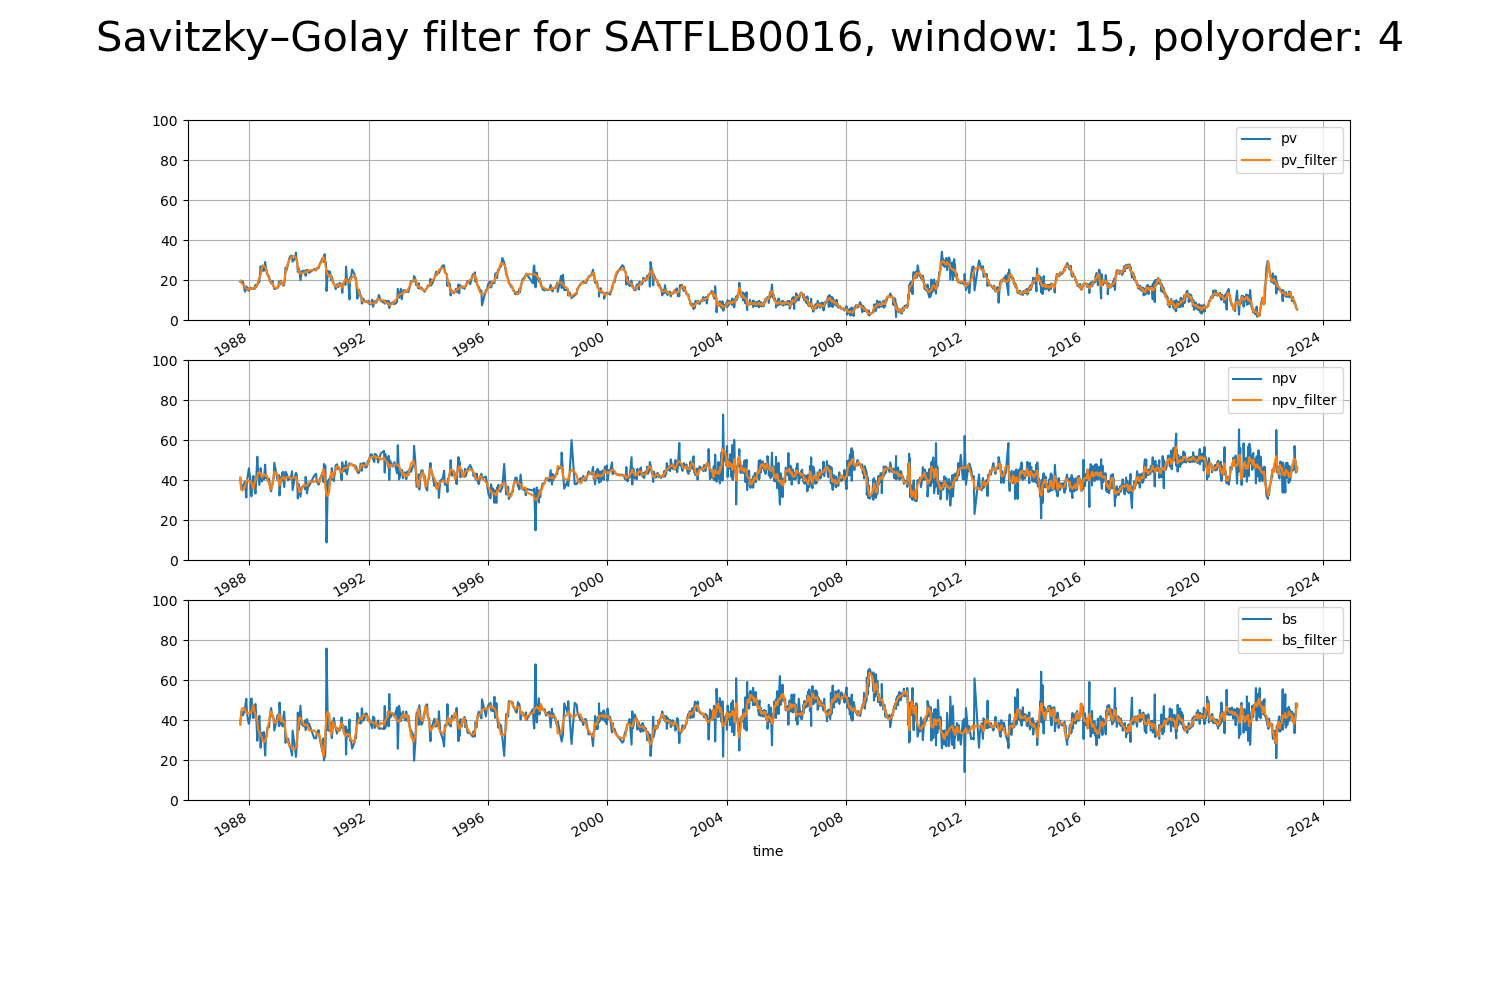 Savitzky–Golay filter for SATFLB0016, window: 15, polyorder: 4
100
80
60
40
20
0
pv
pv_filter
1988 1992 1996 2000 2004 2008 2012 2016 2020 2024
100
80
60
40
20
0
npv
npv_filter
1988 1992 1996 2000 2004 2008 2012 2016 2020 2024
100
80
60
40
20
0
bs
bs_filter
1988 1992 1996 2000 2004 2008 2012 2016 2020 2024
time